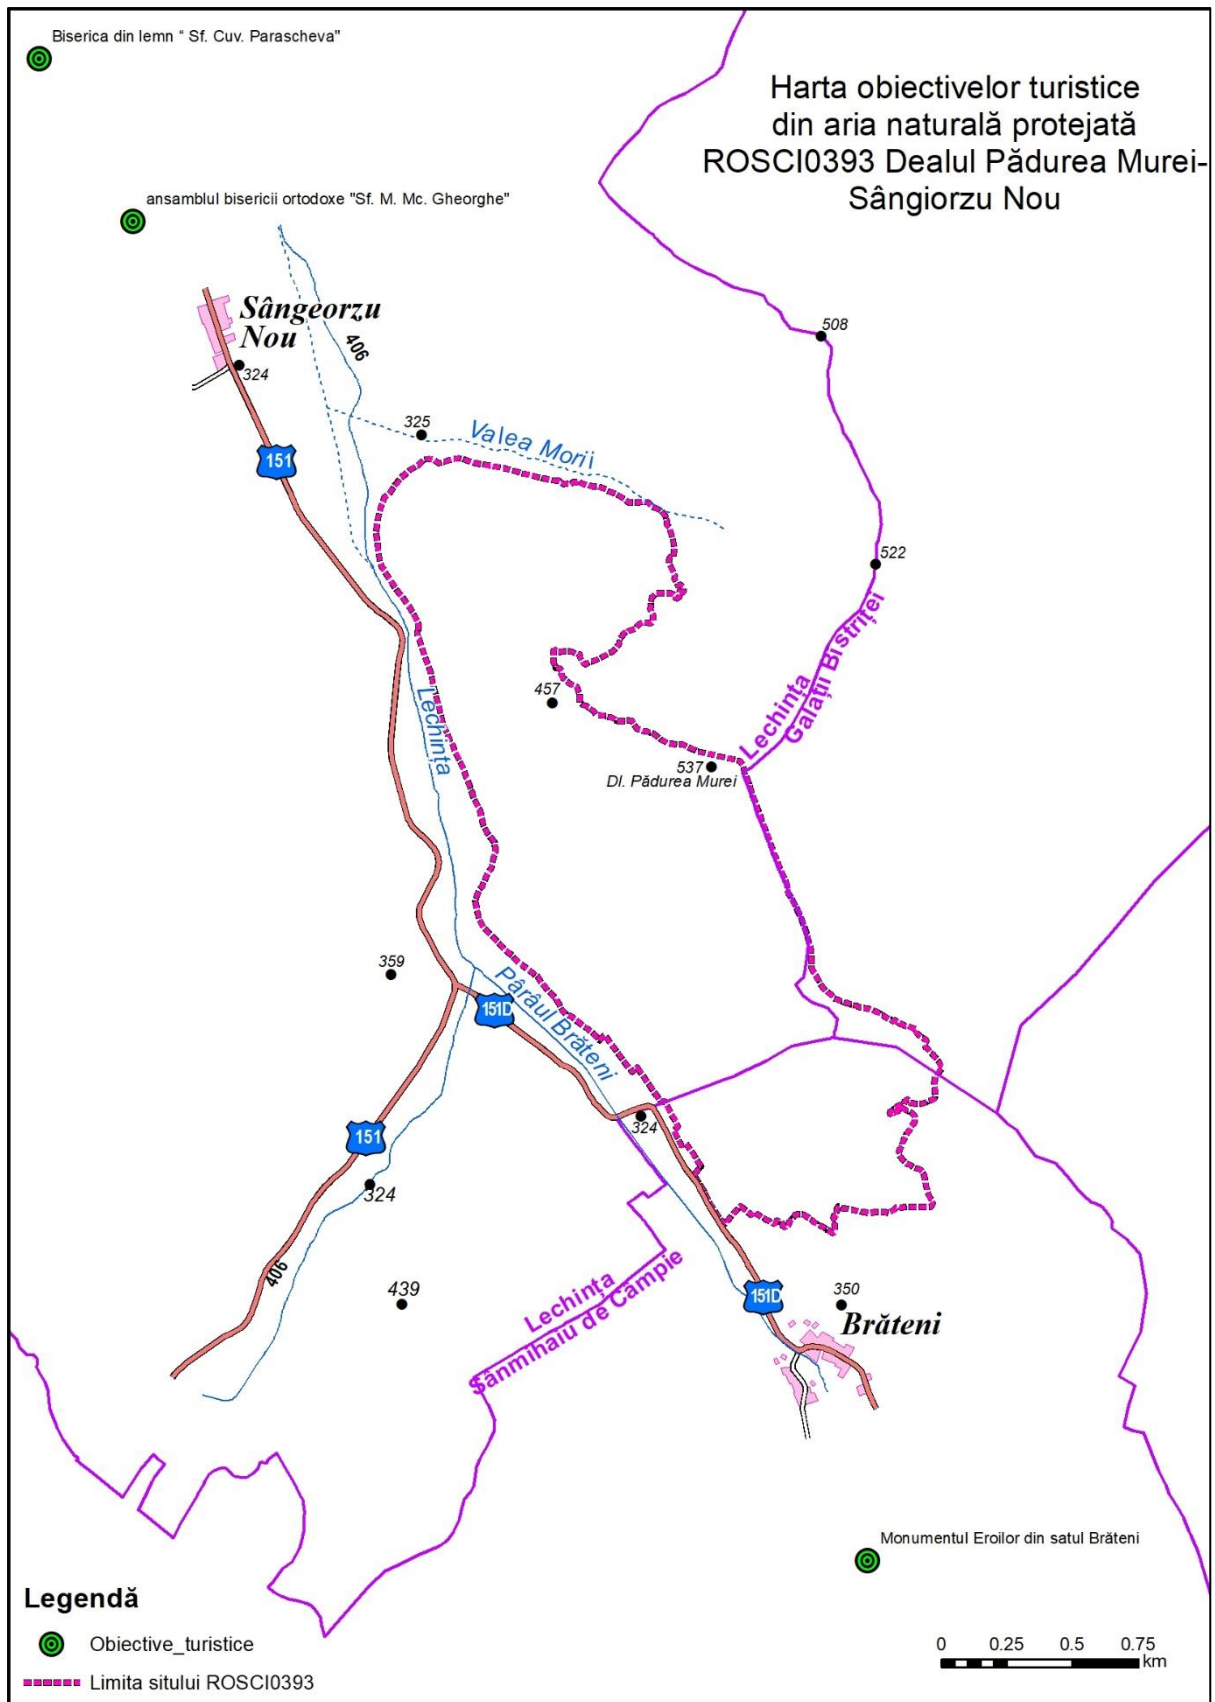 Biserica din lemn " Sf. Cuv. Parascheva"
Harta obiectivelor turistice
din aria naturală protejată
ROSCI0393 Dealul Pădurea Murei-
Sângiorzu Nou
ansamblul bisericii ortodoxe "Sf. M. Mc. Gheorghe"
Sângeorzu
Nou
406
508
324
325
Valea Morii
151
522
Lechința
Galații Bistriței
457
Lechința
537
Dl. Pădurea Murei
359
Pârâul Brăteni
151D
324
151
324
406
439
Lechința
Sânmihaiu de Câmpie
151D
350
Brăteni
Monumentul Eroilor din satul Brăteni
Legendă
Obiective_turistice
Limita sitului ROSCI0393
0 0.25 0.5 0.75
km